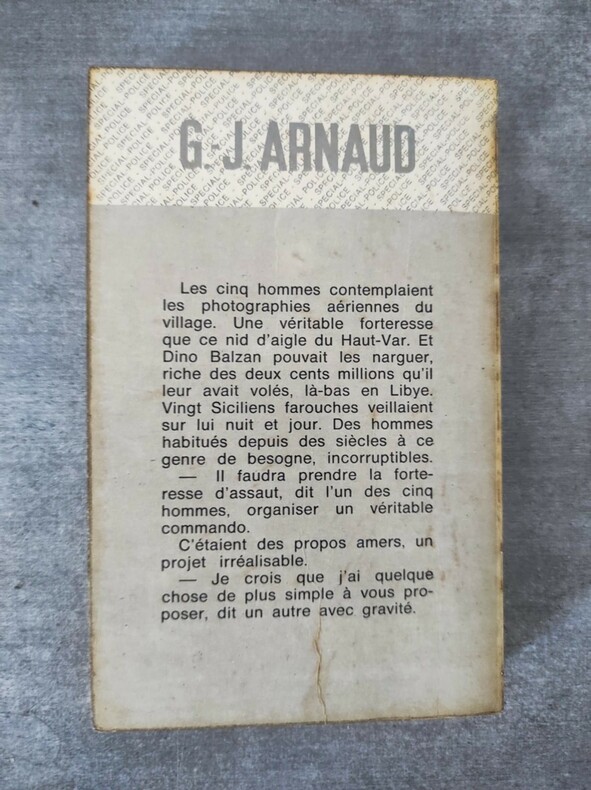 G.-J. ARNAUD
Les cinq hommes contemplaient
les photographies aériennes du
village. Une véritable forteresse
que ce nid d'aigle du Haut-Var. Et
Dino Balzan pouvait les narguer,
riche des deux cents millions qu'il
leur avait volés, là-bas en Libye.
Vingt Siciliens farouches veillaient
sur lui nuit et jour. Des hommes
habitués depuis des siècles à ce
genre de besogne, incorruptibles.
— Il faudra prendre la forte-
resse d'assaut, dit l'un des cinq
hommes, organiser un véritable
commando.
C'étaient des propos amers, un
projet irréalisable.
— Je crois que j'ai quelque
chose de plus simple à vous pro-
poser, dit un autre avec gravité.